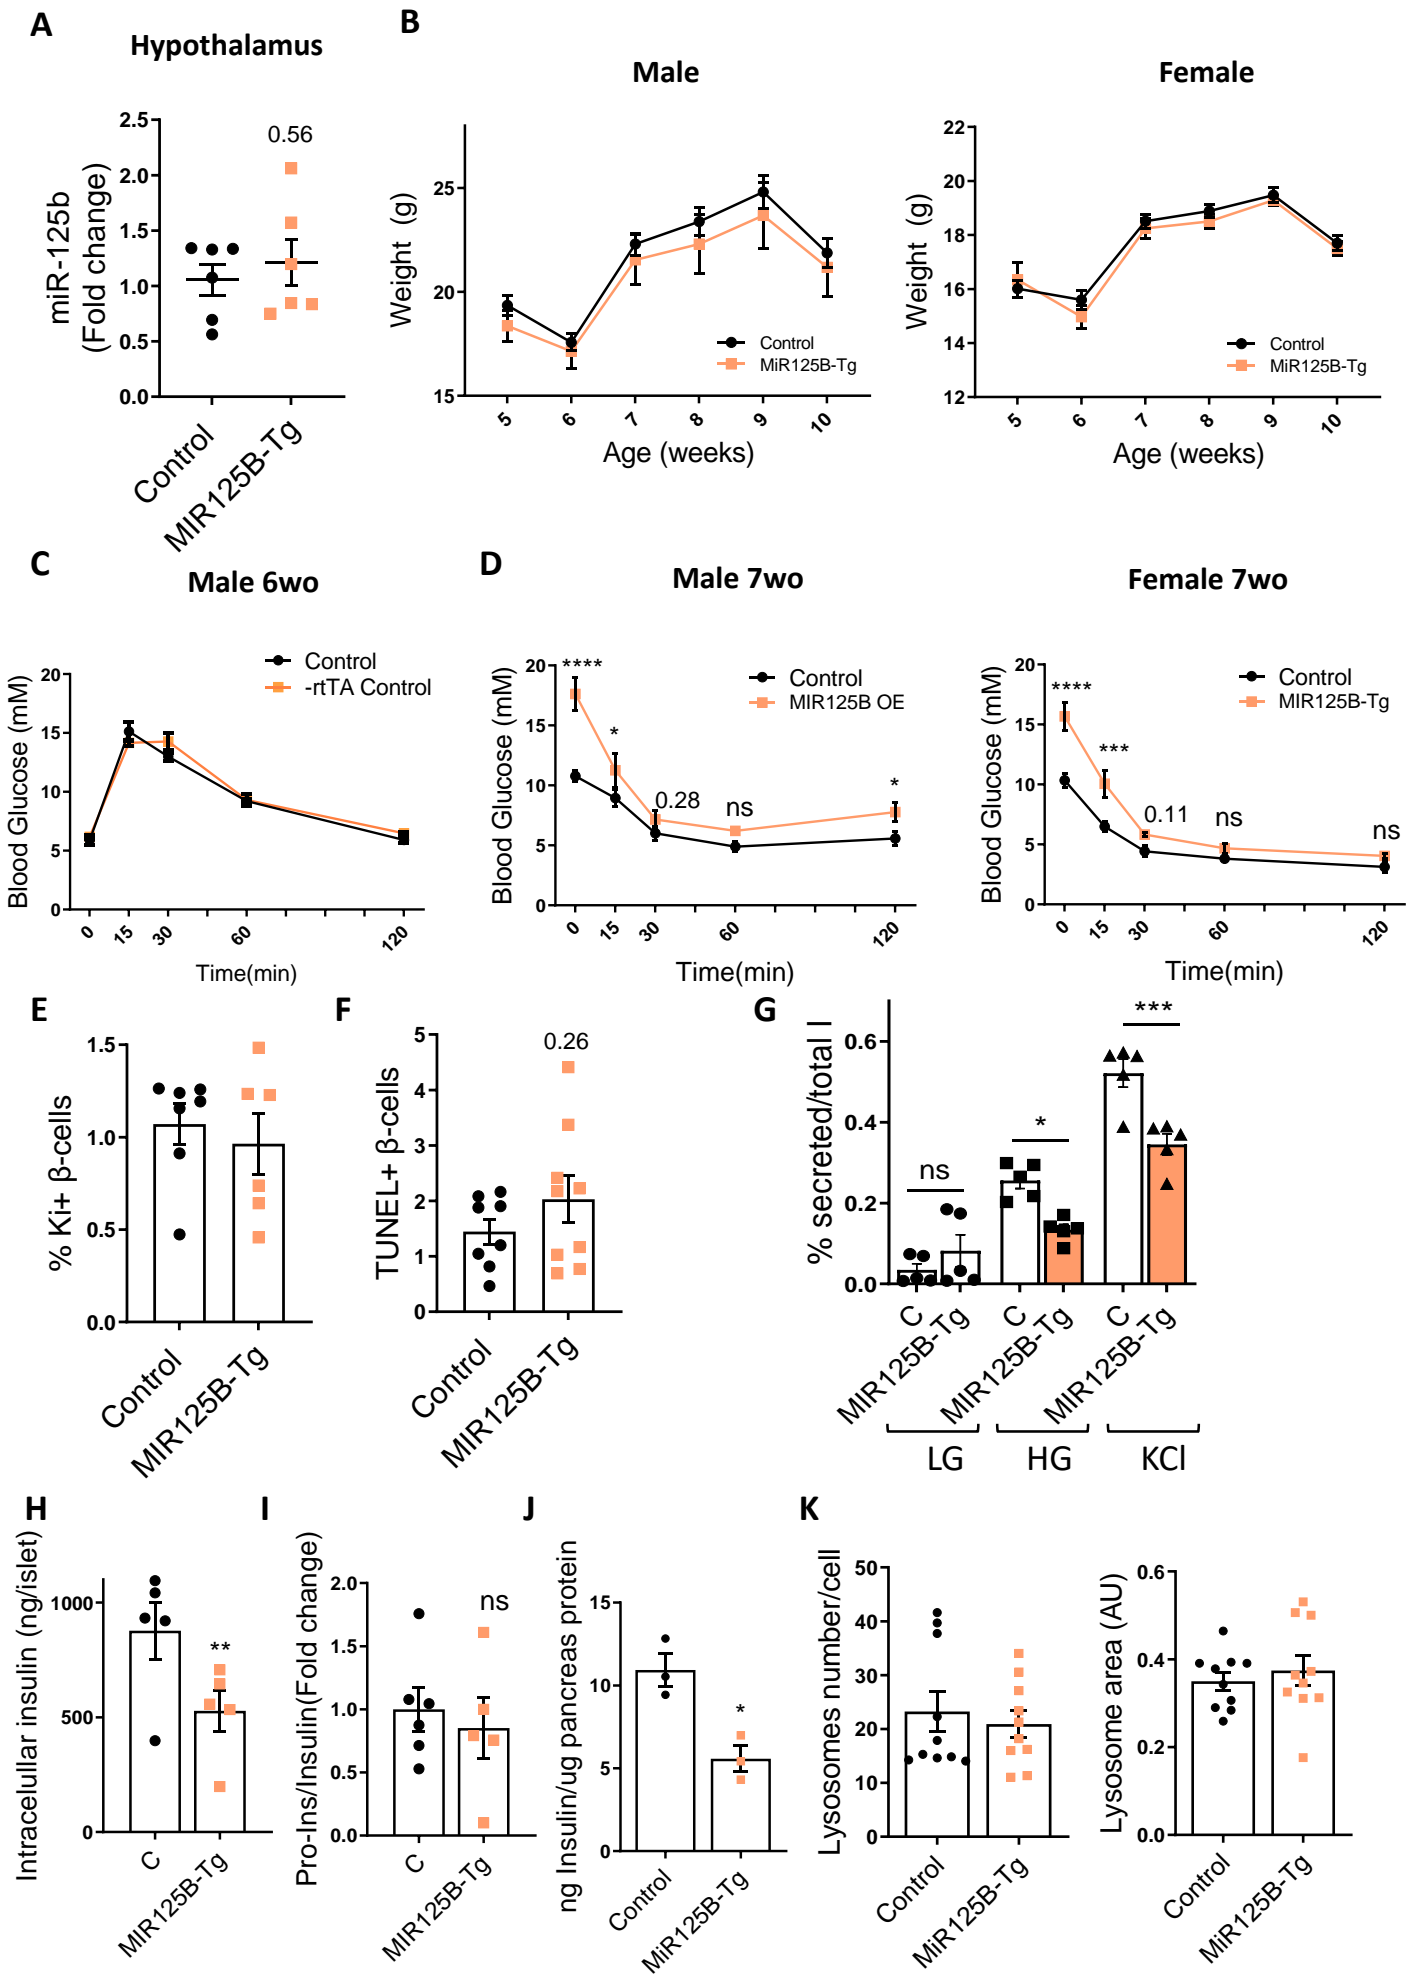 A
Hypothalamus
miR-125b
(Fold change)
2.5
2.0
1.5
1.0
0.5
0.0
0.56
Control
MIR125B-Tg
B
Male
Weight (g)
25
20
15
Control
MiR125B-Tg
5
6
7
8
9
10
Age (weeks)
Female
Weight (g)
22
20
18
16
14
12
Control
MiR125B-Tg
5
6
7
8
9
10
Age (weeks)
C
Male 6wo
Blood Glucose (mM)
20
15
10
5
0
Control
-rtTA Control
0
15
30
60
120
Time(min)
D
Male 7wo
Blood Glucose (mM)
20
15
10
5
0
****
*
0.28
ns
*
Control
MIR125B OE
0
15
30
60
120
Time(min)
Female 7wo
Blood Glucose (mM)
20
15
10
5
0
****
***
0.11
ns
ns
Control
MIR125B-Tg
0
15
30
60
120
Time(min)
E
% Ki+ β-cells
1.5
1.0
0.5
0.0
Control
MIR125B-Tg
F
TUNEL+ β-cells
5
4
3
2
1
0
0.26
Control
MIR125B-Tg
G
% secreted/total I
0.6
0.4
0.2
0.0
ns
*
***
C
MIR125B-Tg
C
MIR125B-Tg
C
MIR125B-Tg
LG
HG
KCl
H
Intracelullar insulin (ng/islet)
1000
500
0
**
C
MIR125B-Tg
I
Pro-Ins/Insulin(Fold change)
2.0
1.5
1.0
0.5
0.0
ns
C
MIR125B-Tg
J
ng Insulin/ug pancreas protein
15
10
5
0
*
Control
MiR125B-Tg
K
Lysosomes number/cell
50
40
30
20
10
0
Control
MiR125B-Tg
Lysosome area (AU)
0.6
0.4
0.2
0.0
Control
MiR125B-Tg